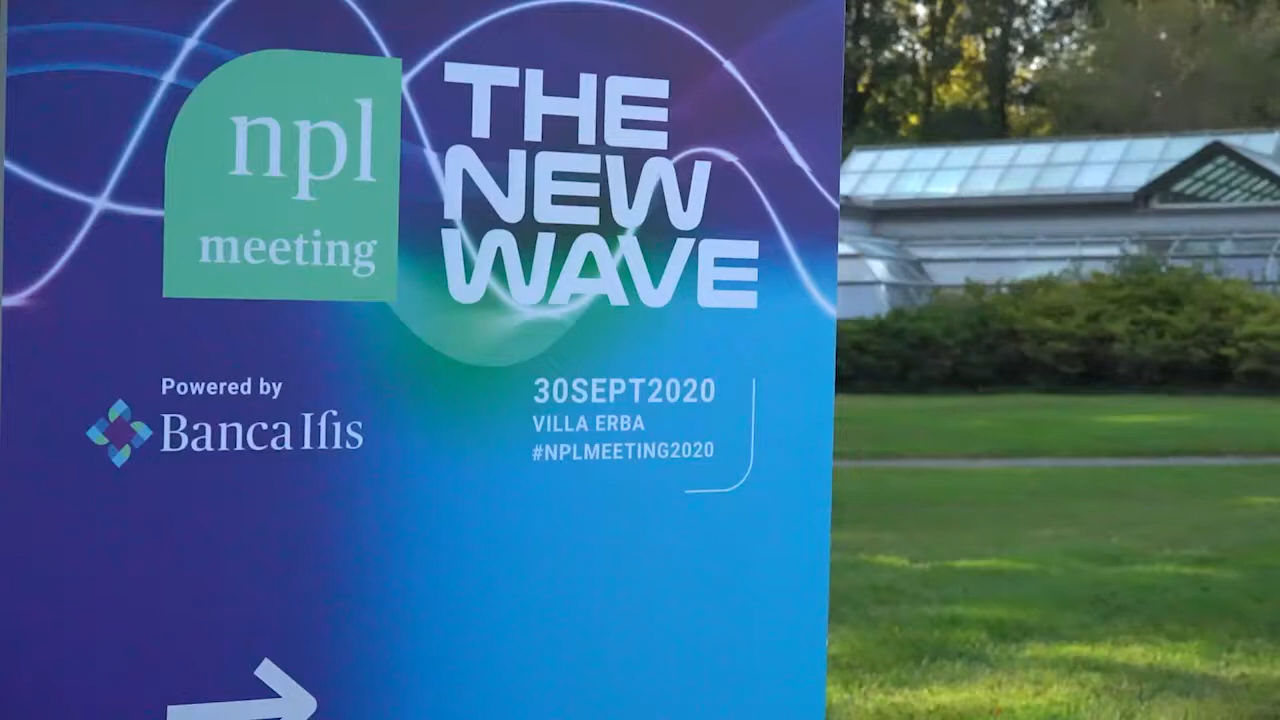 npl
meeting
THE
NEW
WAVE
Powered by
Banca Ifis
30SEPT2020
VILLA ERBA
#NPLMEETING2020